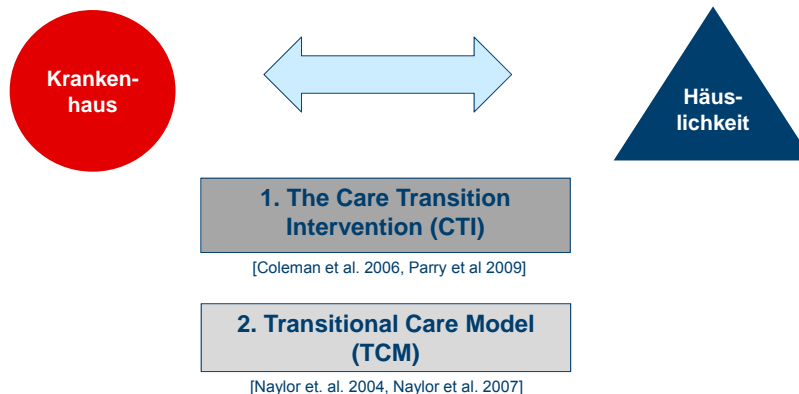 Kranken-
haus
Häus-
lichkeit
1. The Care Transition
Intervention (CTI)
[Coleman et al. 2006, Parry et al 2009]
2. Transitional Care Model
(TCM)
[Naylor et. al. 2004, Naylor et al. 2007]